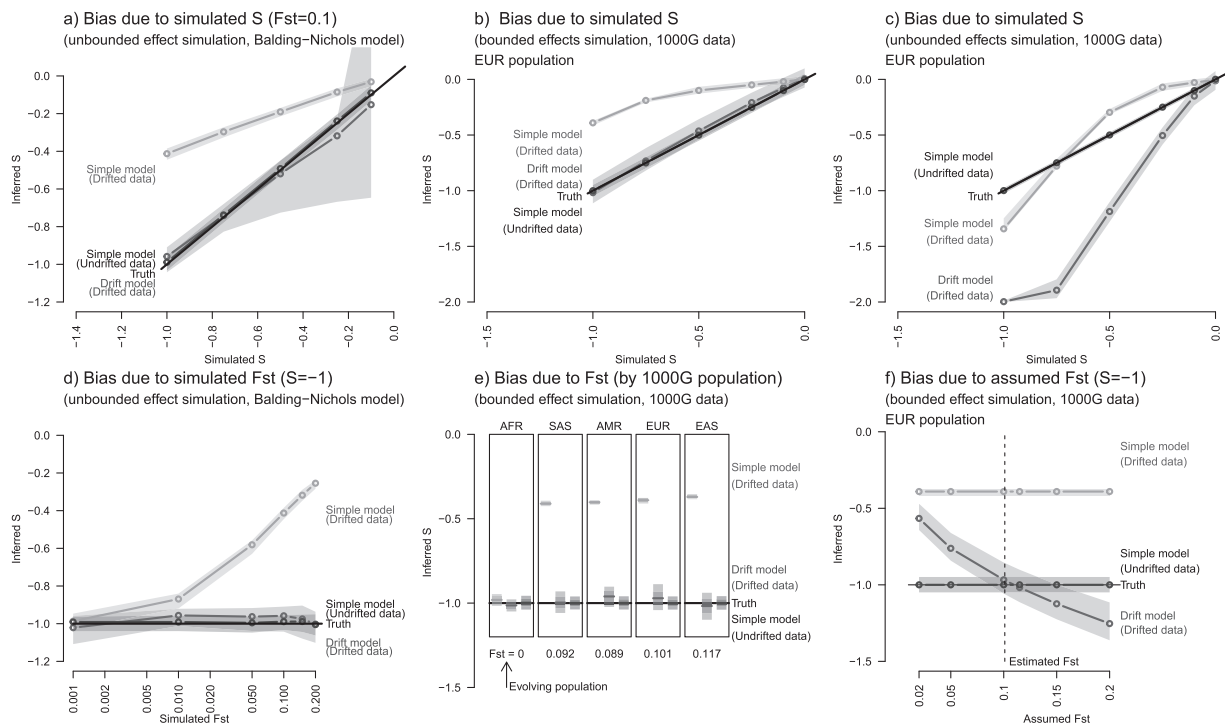 a) Bias due to simulated S (Fst=0.1)
(unbounded effect simulation, Balding−Nichols model)
0.0
−0.2
−0.4
−0.6
−0.8
−1.0
−1.2
Inferred S
Simple model
(Drifted data)
Simple model
(Undrifted data)
Truth
Drift model
(Drifted data)
−1.4
−1.2
−1.0
−0.8
−0.6
−0.4
−0.2
0.0
Simulated S
b) Bias due to simulated S
(bounded effects simulation, 1000G data)
EUR population
0.0
−0.5
−1.0
−1.5
−2.0
Inferred S
Simple model
(Drifted data)
Drift model
(Drifted data)
Truth
Simple model
(Undrifted data)
−1.5
−1.0
−0.5
0.0
Simulated S
c) Bias due to simulated S
(unbounded effects simulation, 1000G data)
EUR population
0.0
−0.5
−1.0
−1.5
−2.0
Inferred S
Simple model
(Undrifted data)
Truth
Simple model
(Drifted data)
Drift model
(Drifted data)
−1.5
−1.0
−0.5
0.0
Simulated S
d) Bias due to simulated Fst (S=−1)
(unbounded effect simulation, Balding−Nichols model)
0.0
−0.2
−0.4
−0.6
−0.8
−1.0
−1.2
Inferred S
Simple model
(Drifted data)
Simple model
(Undrifted data)
Truth
Drift model
(Drifted data)
0.001
0.002
0.005
0.010
0.020
0.050
0.100
0.200
Simulated Fst
e) Bias due to Fst (by 1000G population)
(bounded effect simulation, 1000G data)
AFR SAS AMR EUR EAS
0.0
−0.5
−1.0
−1.5
Inferred S
Simple model
(Drifted data)
Drift model
(Drifted data)
Truth
Simple model
(Undrifted data)
Fst = 0 0.092 0.089 0.101 0.117
Evolving population
f) Bias due to assumed Fst (S=−1)
(bounded effect simulation, 1000G data)
EUR population
0.0
−0.5
−1.0
−1.5
Inferred S
Simple model
(Drifted data)
Simple model
(Undrifted data)
Truth
Drift model
(Drifted data)
Estimated Fst
0.02
0.05
0.1
0.15
0.2
Assumed Fst